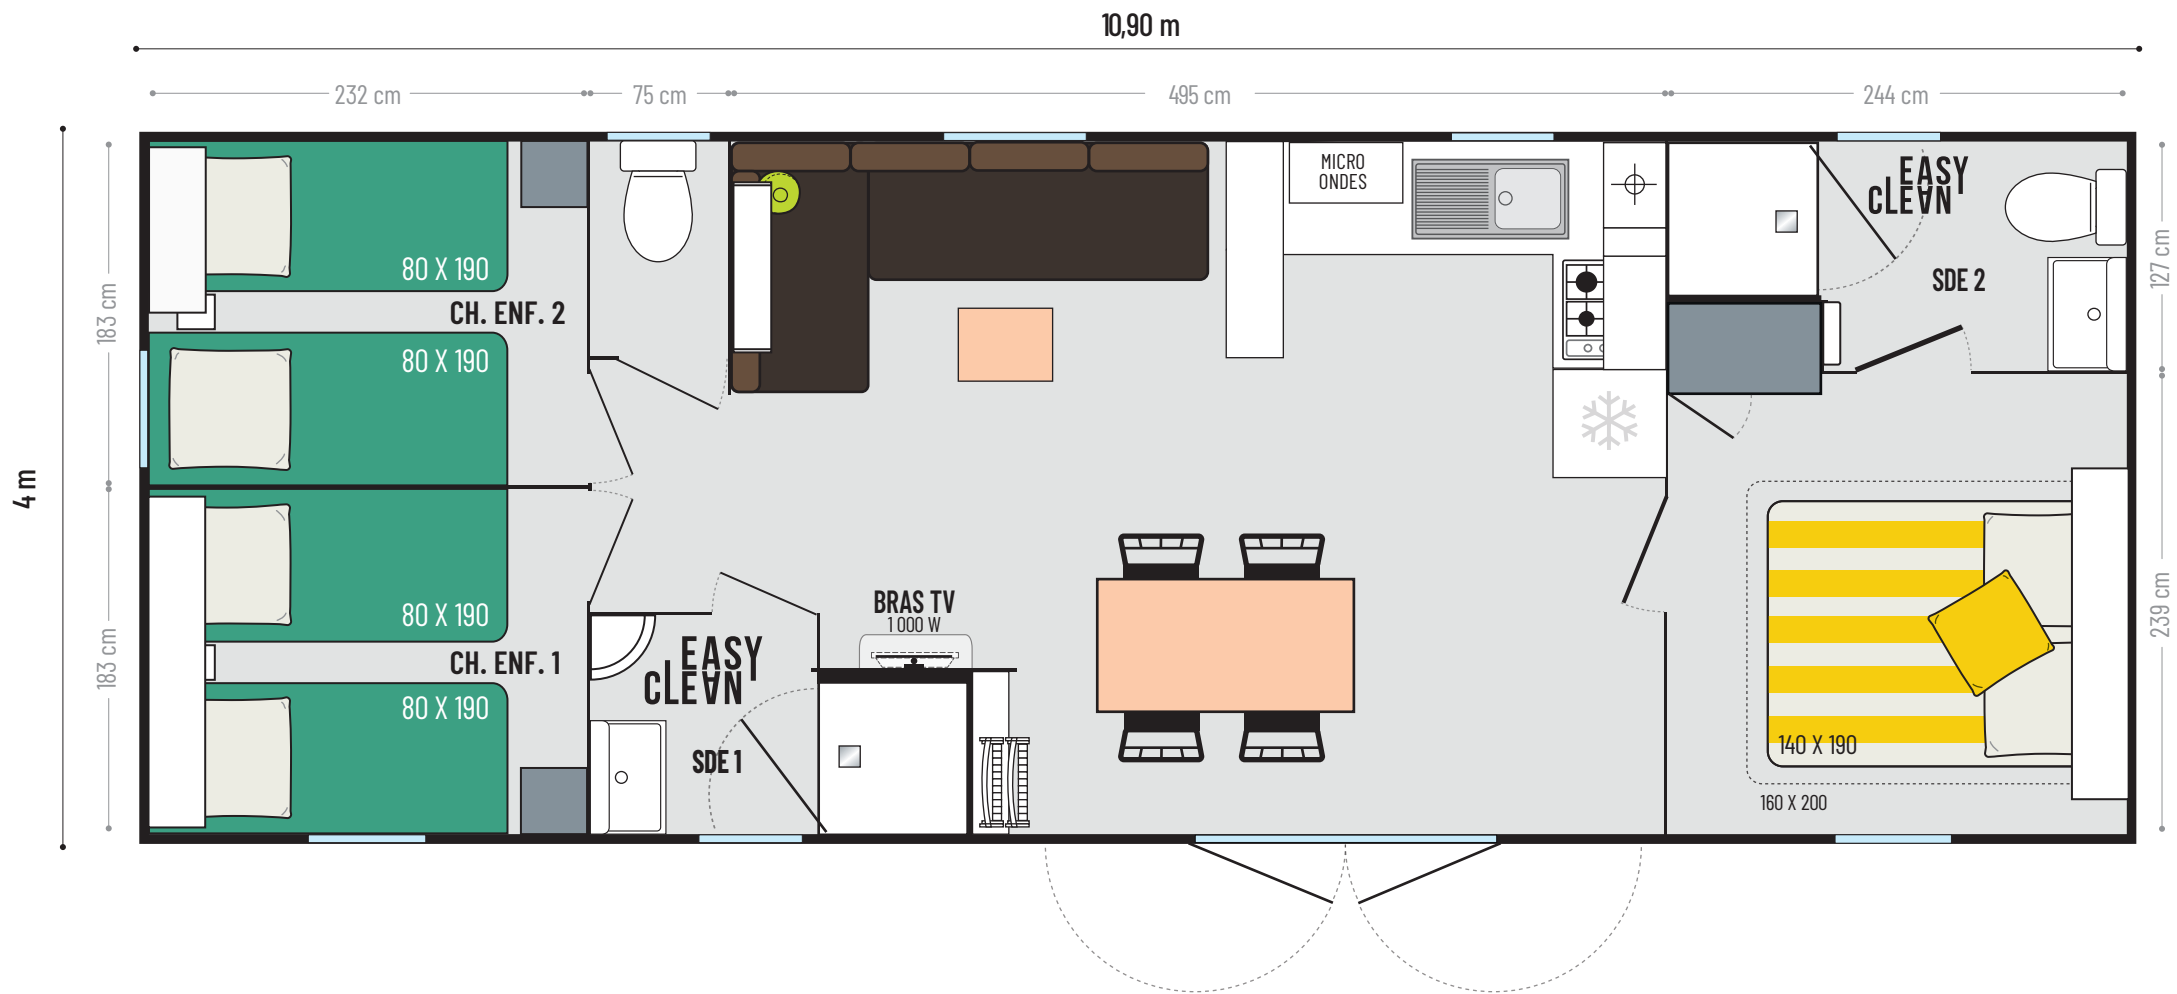 10,90 m
232 cm
75 cm
495 cm
244 cm
4 m
183 cm
183 cm
127 cm
239 cm
80 X 190
CH. ENF. 2
80 X 190
80 X 190
CH. ENF. 1
80 X 190
MICRO
ONDES
EASY
CLEAN
SDE 2
BRAS TV
1 000 W
EASY
CLEAN
SDE 1
140 X 190
160 X 200